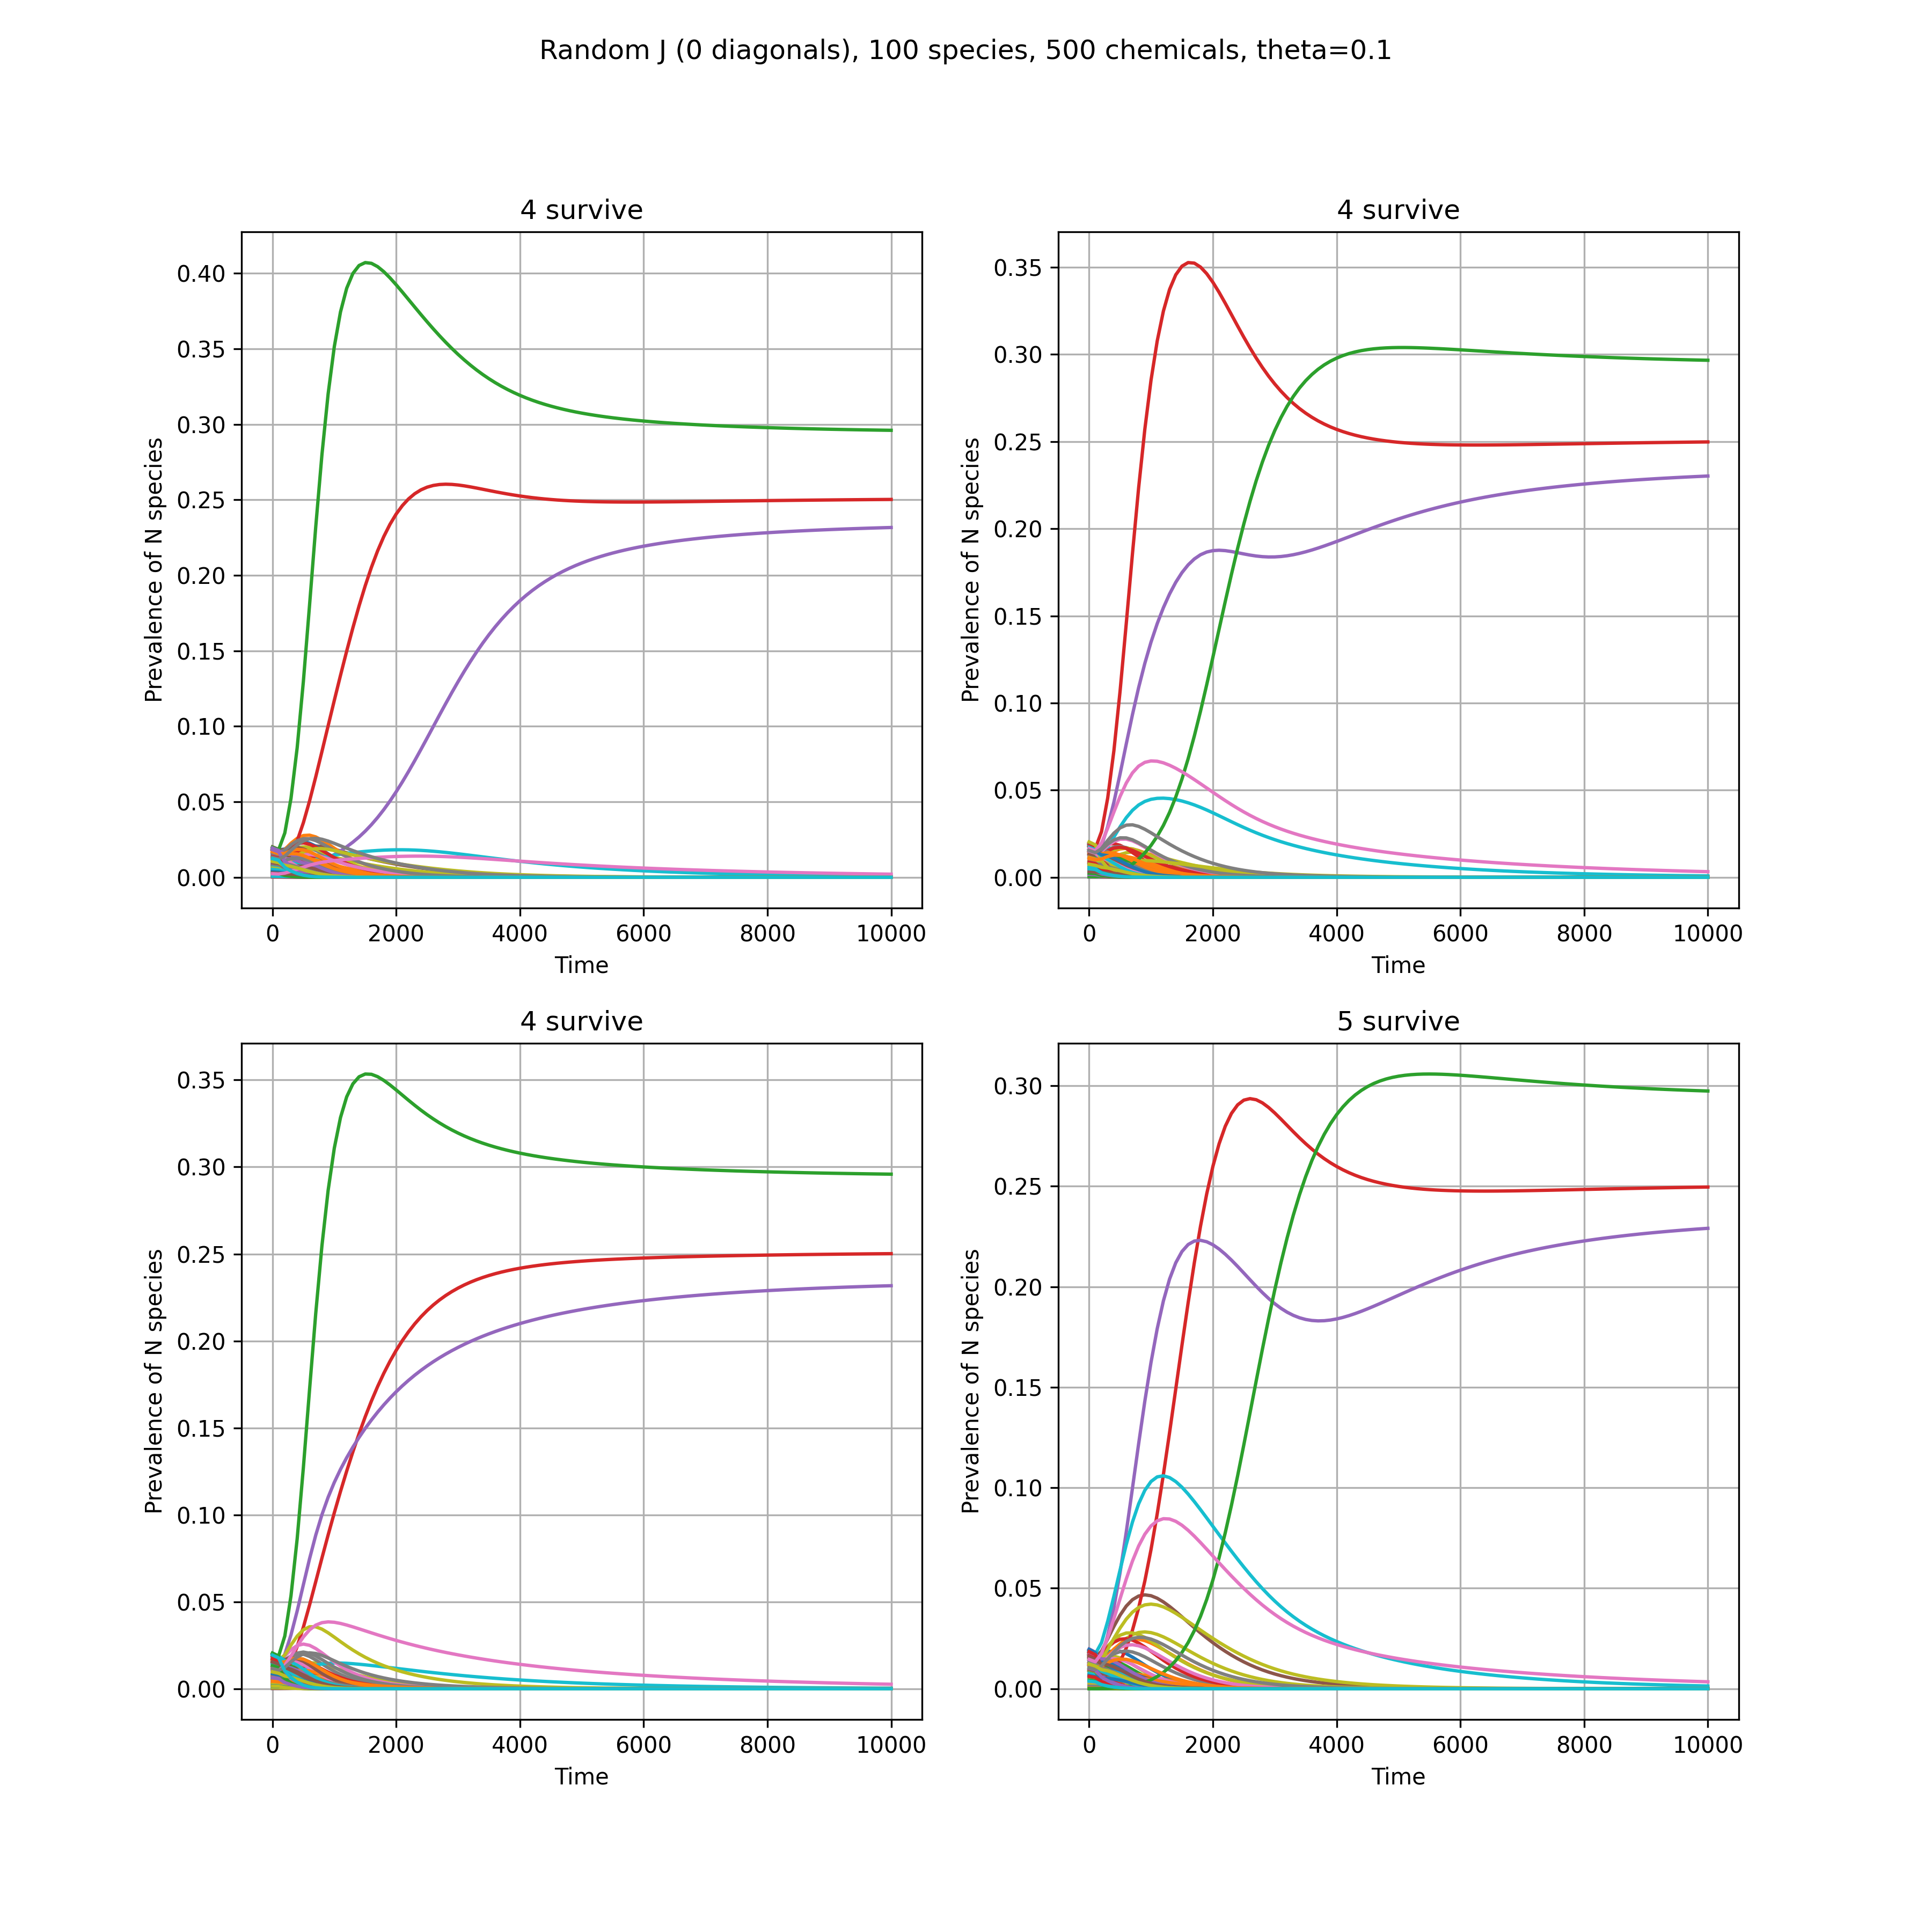 Random J (0 diagonals), 100 species, 500 chemicals, theta=0.1
4 survive
Prevalence of N species
0.40
0.35
0.30
0.25
0.20
0.15
0.10
0.05
0.00
0 2000 4000 6000 8000 10000
Time
4 survive
Prevalence of N species
0.35
0.30
0.25
0.20
0.15
0.10
0.05
0.00
0 2000 4000 6000 8000 10000
Time
4 survive
Prevalence of N species
0.35
0.30
0.25
0.20
0.15
0.10
0.05
0.00
0 2000 4000 6000 8000 10000
Time
5 survive
Prevalence of N species
0.30
0.25
0.20
0.15
0.10
0.05
0.00
0 2000 4000 6000 8000 10000
Time